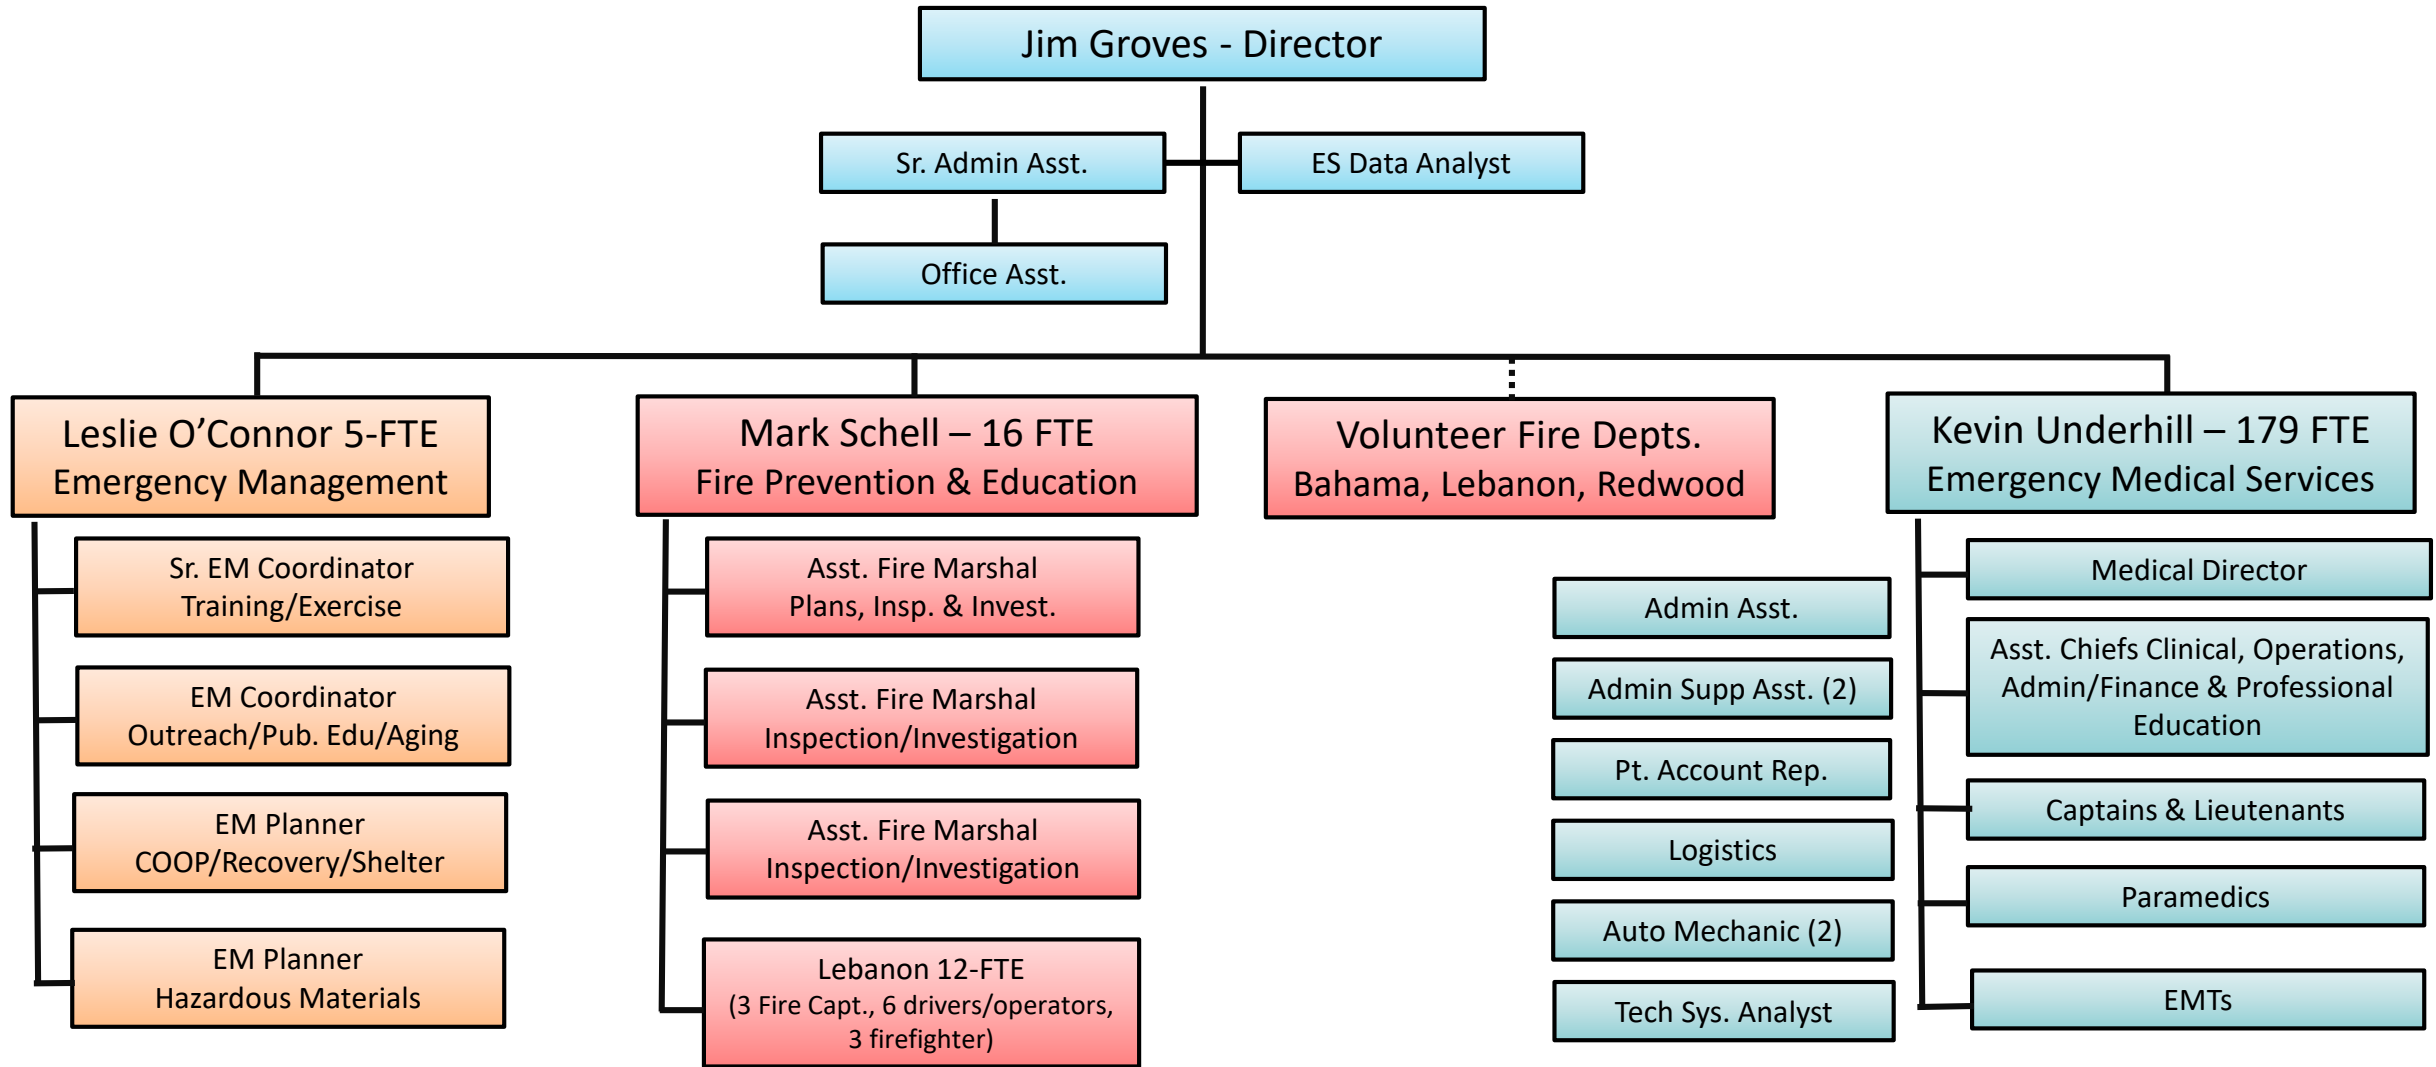 Jim Groves - Director
Sr. Admin Asst.
ES Data Analyst
Office Asst.
Leslie O’Connor 5-FTE
Emergency Management
Sr. EM Coordinator
Training/Exercise
EM Coordinator
Outreach/Pub. Edu/Aging
EM Planner
COOP/Recovery/Shelter
EM Planner
Hazardous Materials
Mark Schell – 16 FTE
Fire Prevention & Education
Asst. Fire Marshal
Plans, Insp. & Invest.
Asst. Fire Marshal
Inspection/Investigation
Asst. Fire Marshal
Inspection/Investigation
Lebanon 12-FTE
(3 Fire Capt., 6 drivers/operators,
3 firefighter)
Volunteer Fire Depts.
Bahama, Lebanon, Redwood
Kevin Underhill – 179 FTE
Emergency Medical Services
Admin Asst.
Admin Supp Asst. (2)
Pt. Account Rep.
Logistics
Auto Mechanic (2)
Tech Sys. Analyst
Medical Director
Asst. Chiefs Clinical, Operations,
Admin/Finance & Professional
Education
Captains & Lieutenants
Paramedics
EMTs